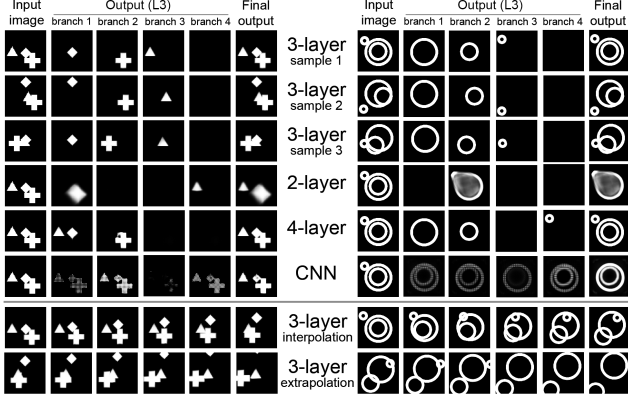 Input image Output (L3) Final output Input image Output (L3) Final output
branch 1 branch 2 branch 3 branch 4 branch 1 branch 2 branch 3 branch 4
3-layer
sample 1
3-layer
sample 2
3-layer
sample 3
2-layer
4-layer
CNN
3-layer
interpolation
3-layer
extrapolation